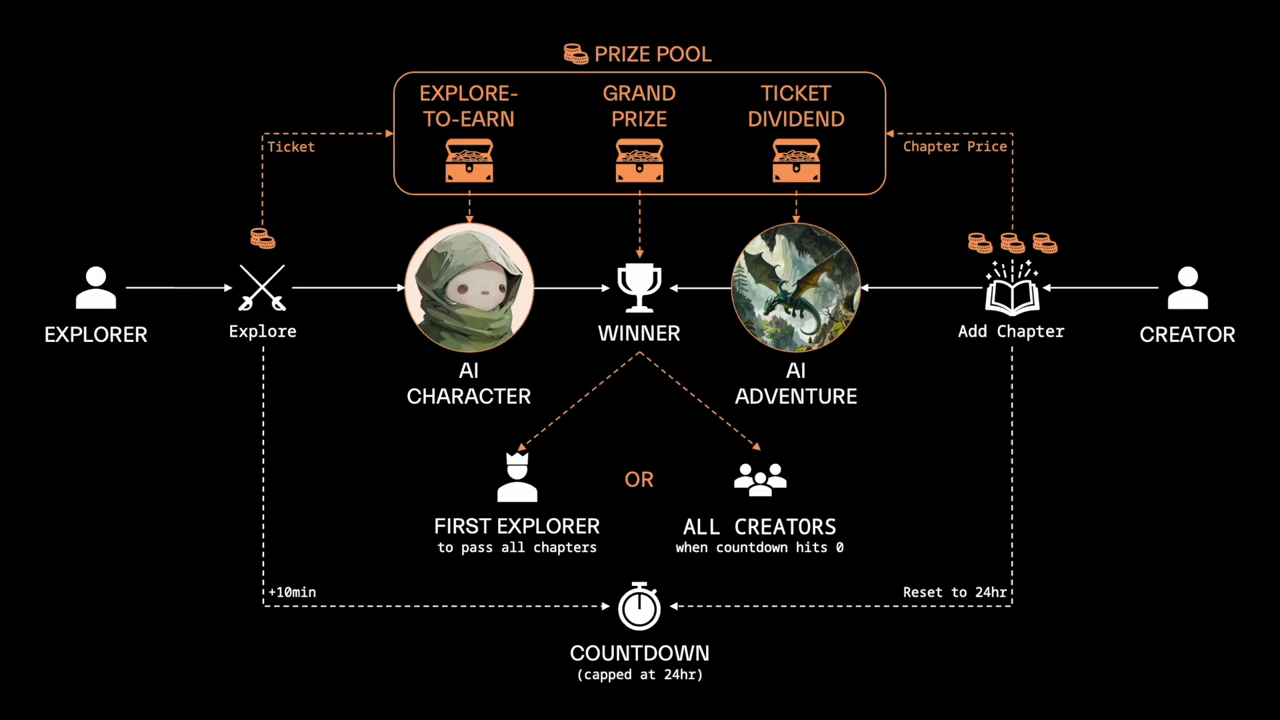 PRIZE POOL
EXPLORE-
TO-EARN
GRAND
PRIZE
TICKET
DIVIDEND
Ticket
Chapter Price
EXPLORER
Explore
WINNER
Add Chapter
CREATOR
AI
CHARACTER
AI
ADVENTURE
OR
FIRST EXPLORER
to pass all chapters
ALL CREATORS
when countdown hits 0
+10min
Reset to 24hr
COUNTDOWN
(capped at 24hr)